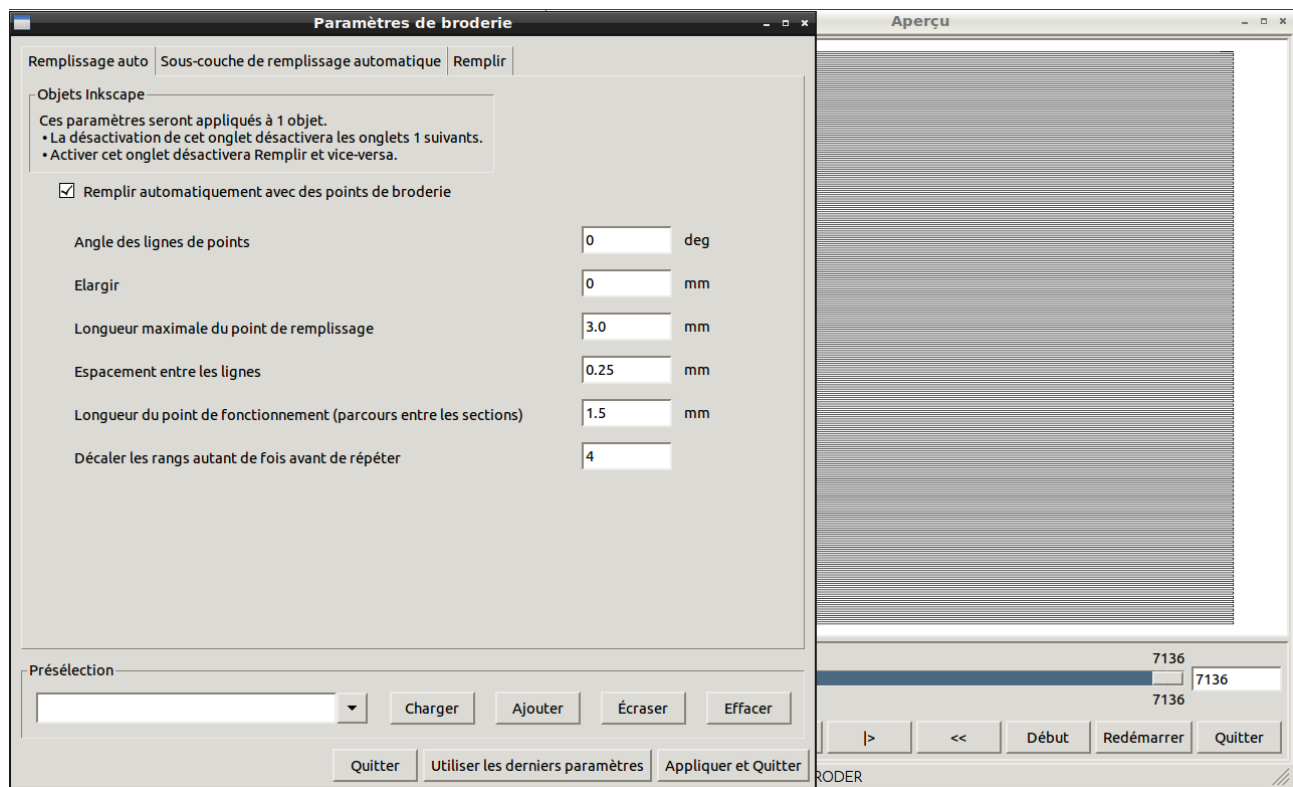 Paramètres de broderie
Aperçu
Remplissage auto
Sous-couche de remplissage automatique
Remplir
Objets Inkscape
Ces paramètres seront appliqués à 1 objet.
• La désactivation de cet onglet désactivera les onglets 1 suivants.
• Activer cet onglet désactivera Remplir et vice-versa.
Remplir automatiquement avec des points de broderie
Angle des lignes de points 0 deg
Elargir 0 mm
Longueur maximale du point de remplissage 3.0 mm
Espacement entre les lignes 0.25 mm
Longueur du point de fonctionnement (parcours entre les sections) 1.5 mm
Décaler les rangs autant de fois avant de répéter 4
Présélection
Charger Ajouter Écraser Effacer
Quitter Utiliser les derniers paramètres Appliquer et Quitter
7136
7136
7136
|> << Début Redémarrer Quitter
RODER